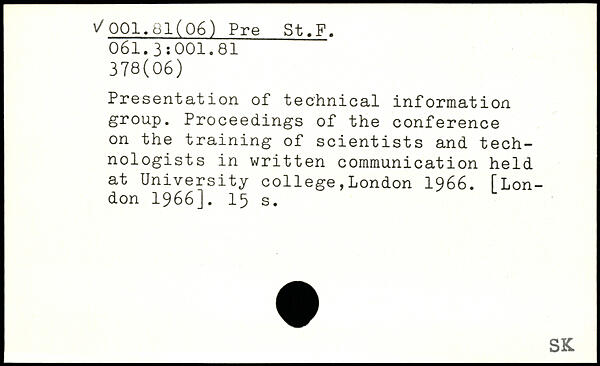 ✓ 001.81(06) Pre St.F.
061.3:001.81
378(06)
Presentation of technical information
group. Proceedings of the conference
on the training of scientists and tech-
nologists in written communication held
at University college,London 1966. [Lon-
don 1966]. 15 s.
SK